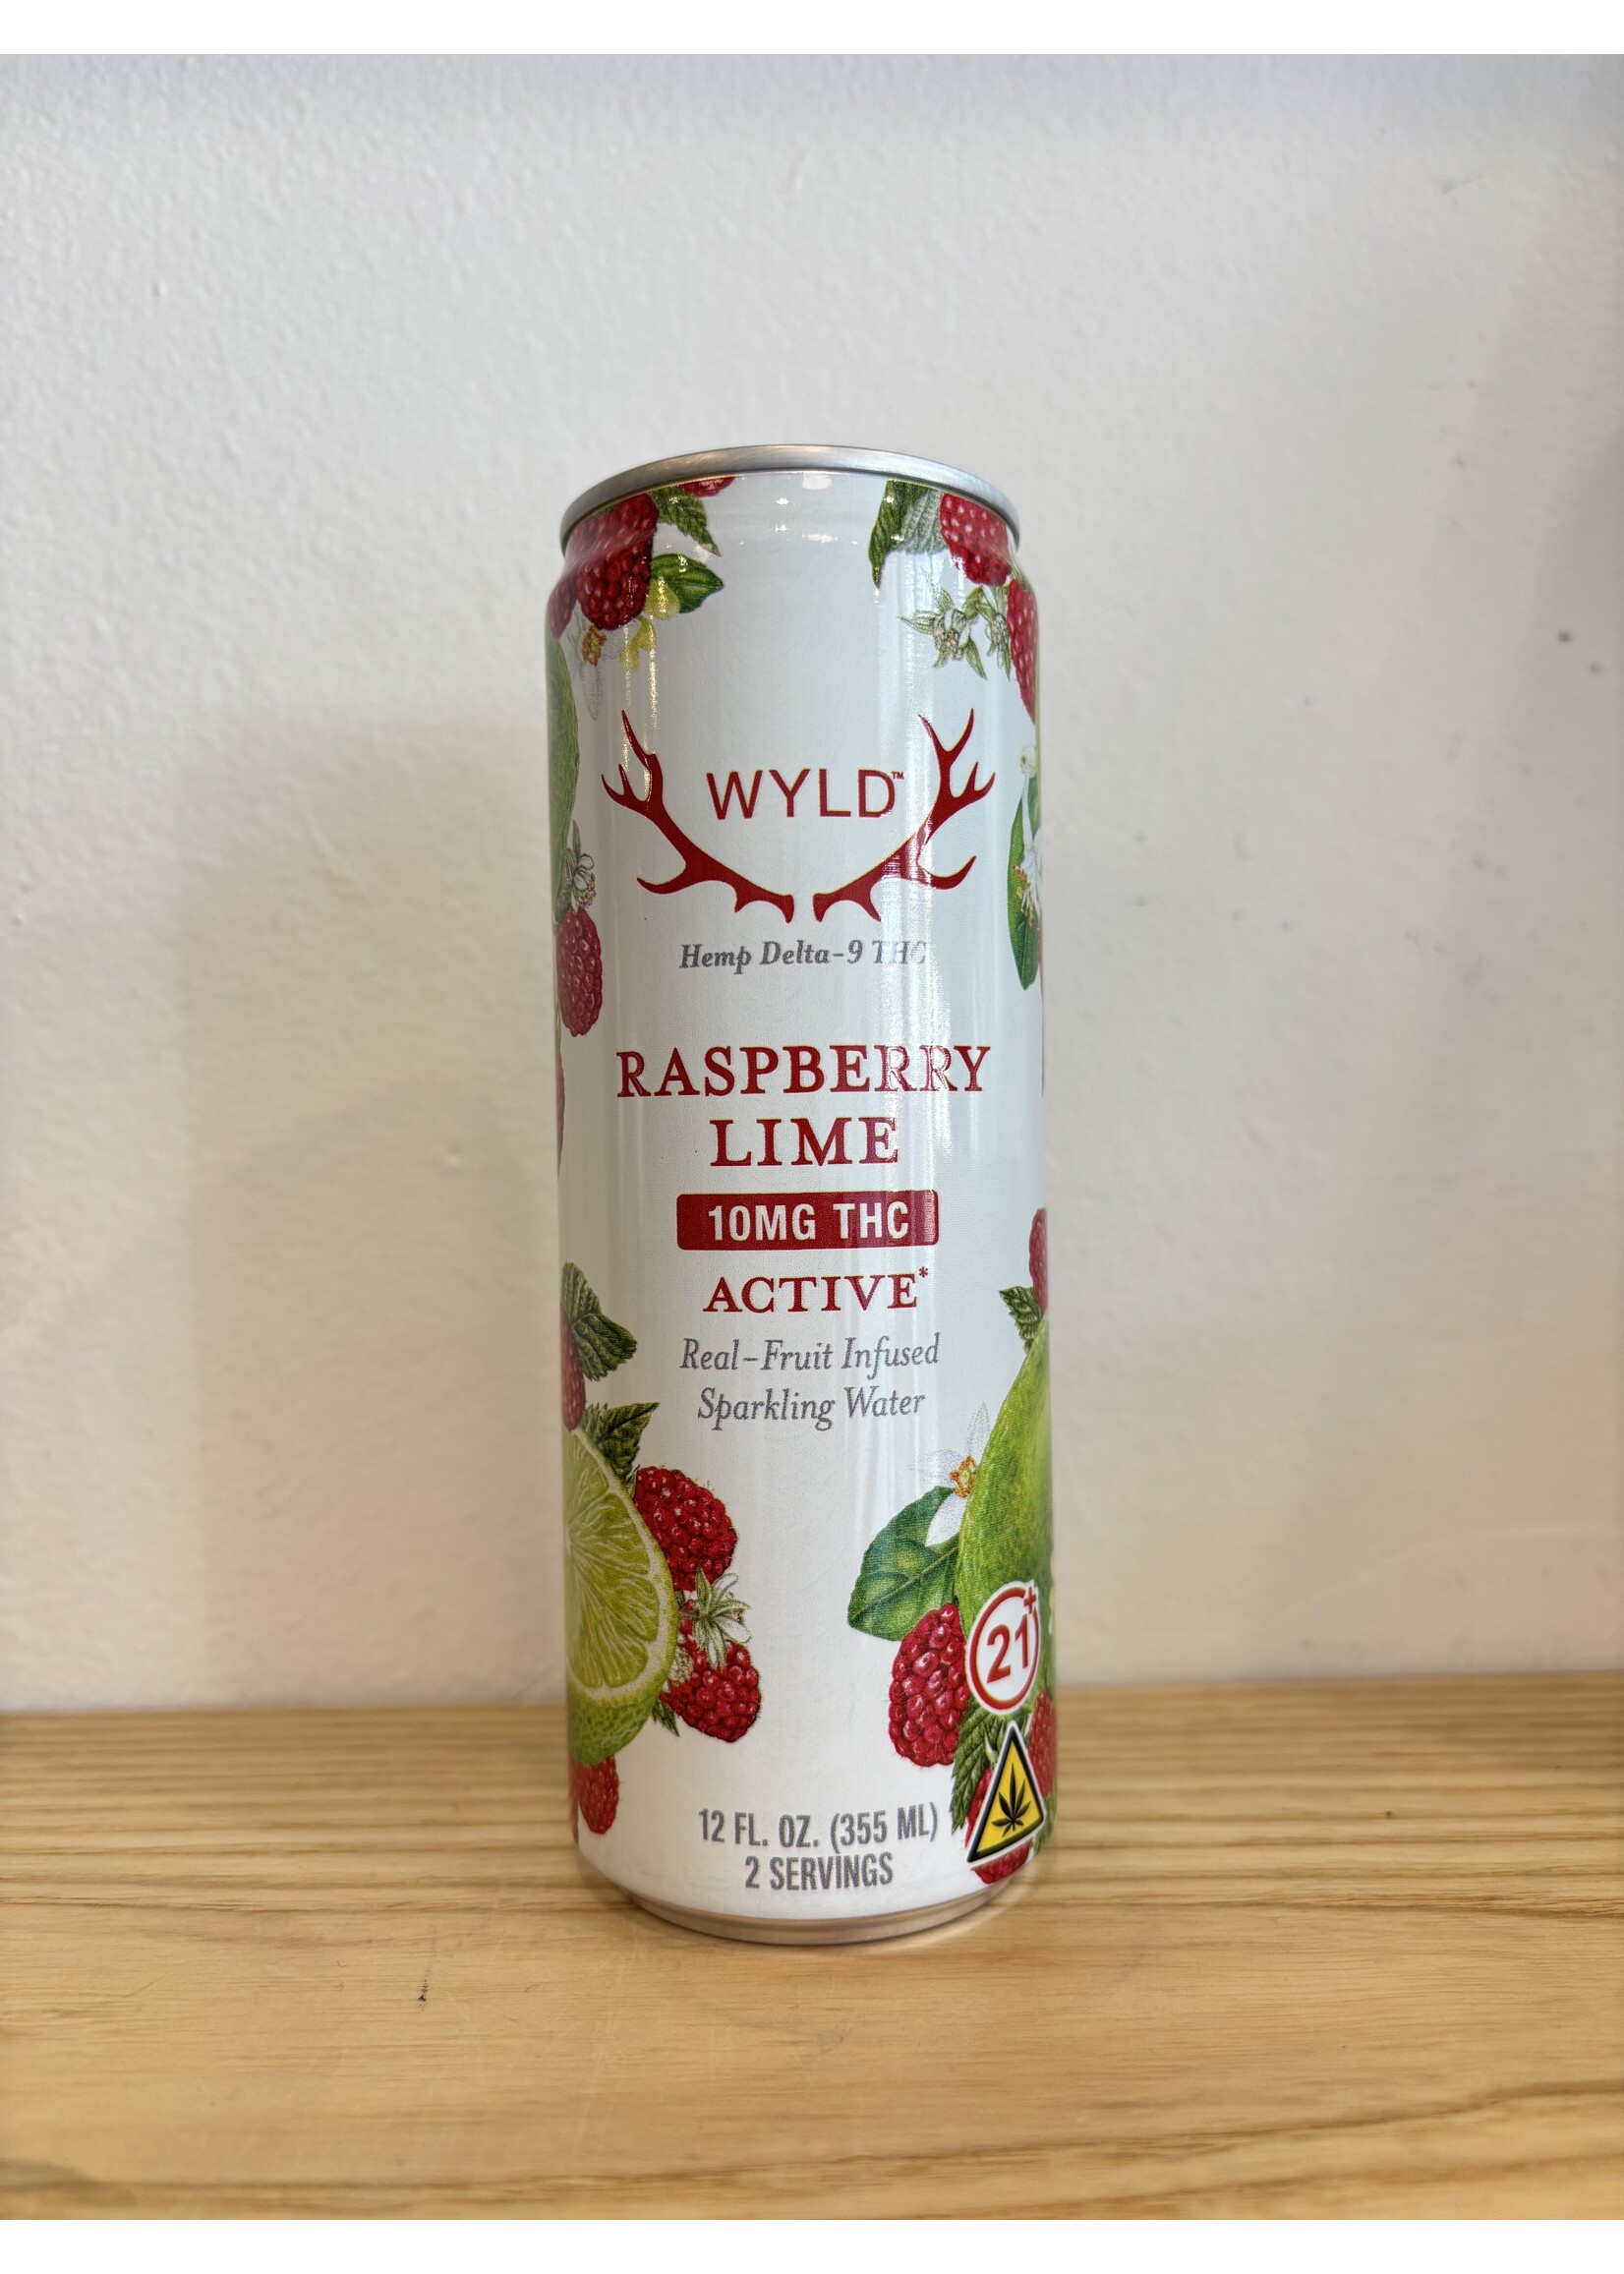 WYLD™
Hemp Delta-9 THC
RASPBERRY
LIME
10MG THC
ACTIVE*
Real-Fruit Infused
Sparkling Water
21+
12 FL. OZ. (355 ML)
2 SERVINGS